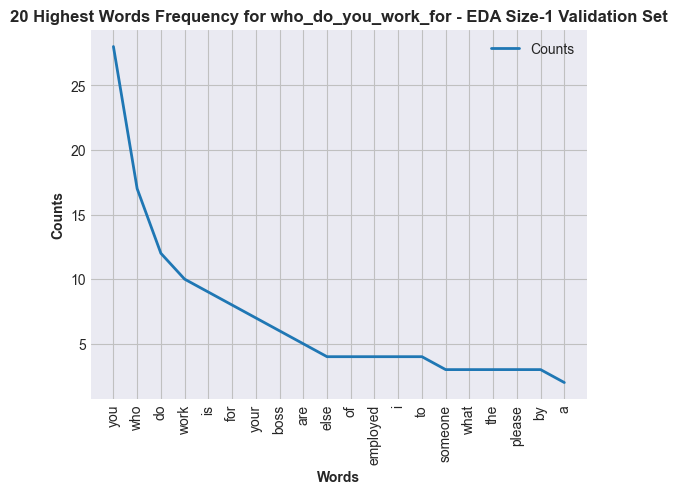 20 Highest Words Frequency for who_do_you_work_for - EDA Size-1 Validation Set
Counts
25
20
15
10
5
Counts
you
who
do
work
is
for
your
boss
are
else
of
employed
i
to
someone
what
the
please
by
a
Words